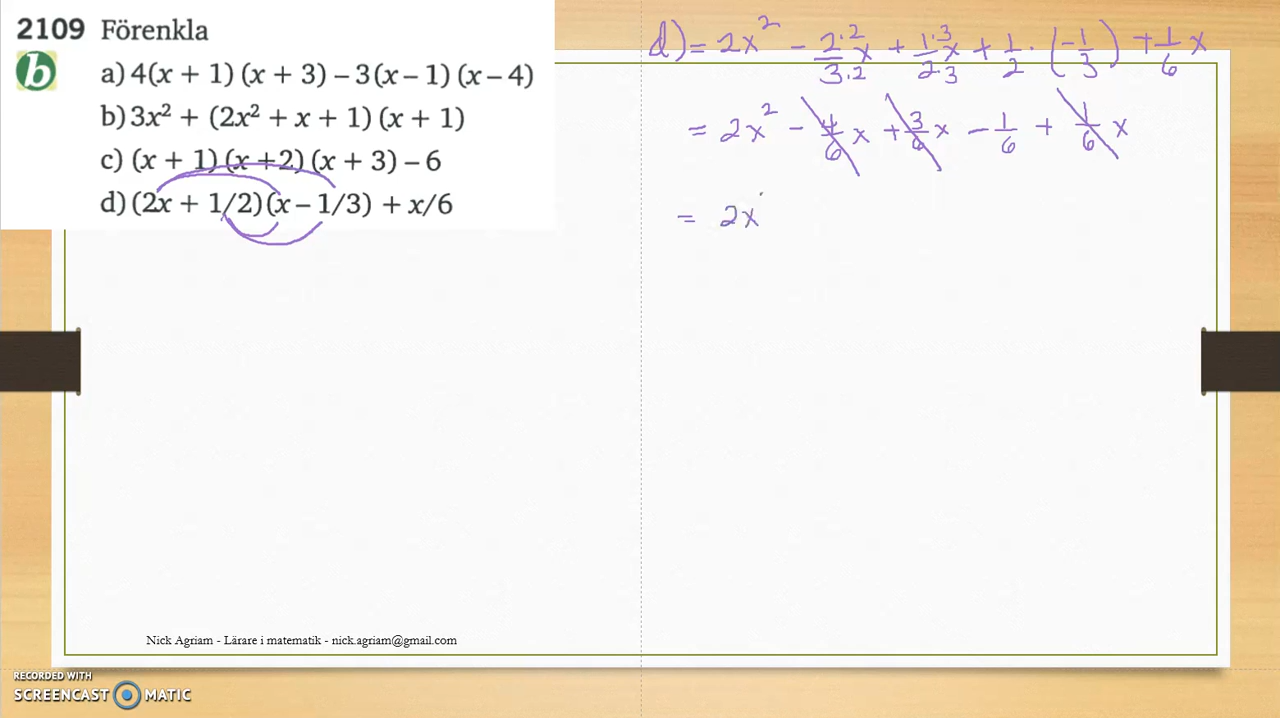 2109 Förenkla
b
a) 4(x + 1)(x + 3) – 3(x – 1)(x – 4)
b) 3x² + (2x² + x + 1)(x + 1)
c) (x + 1)(x +2)(x + 3) – 6
d) (2x + 1/2)(x – 1/3) + x/6
d) = 2x² - (2·2)/(3·2) x + (1·3)/(2·3) x + 1/2 · (-1/3) + 1/6 x
= 2x² - 4/6 x + 3/6 x - 1/6 + 1/6 x
= 2x
Nick Agriam - Lärare i matematik - nick.agriam@gmail.com
RECORDED WITH
SCREENCAST MATIC